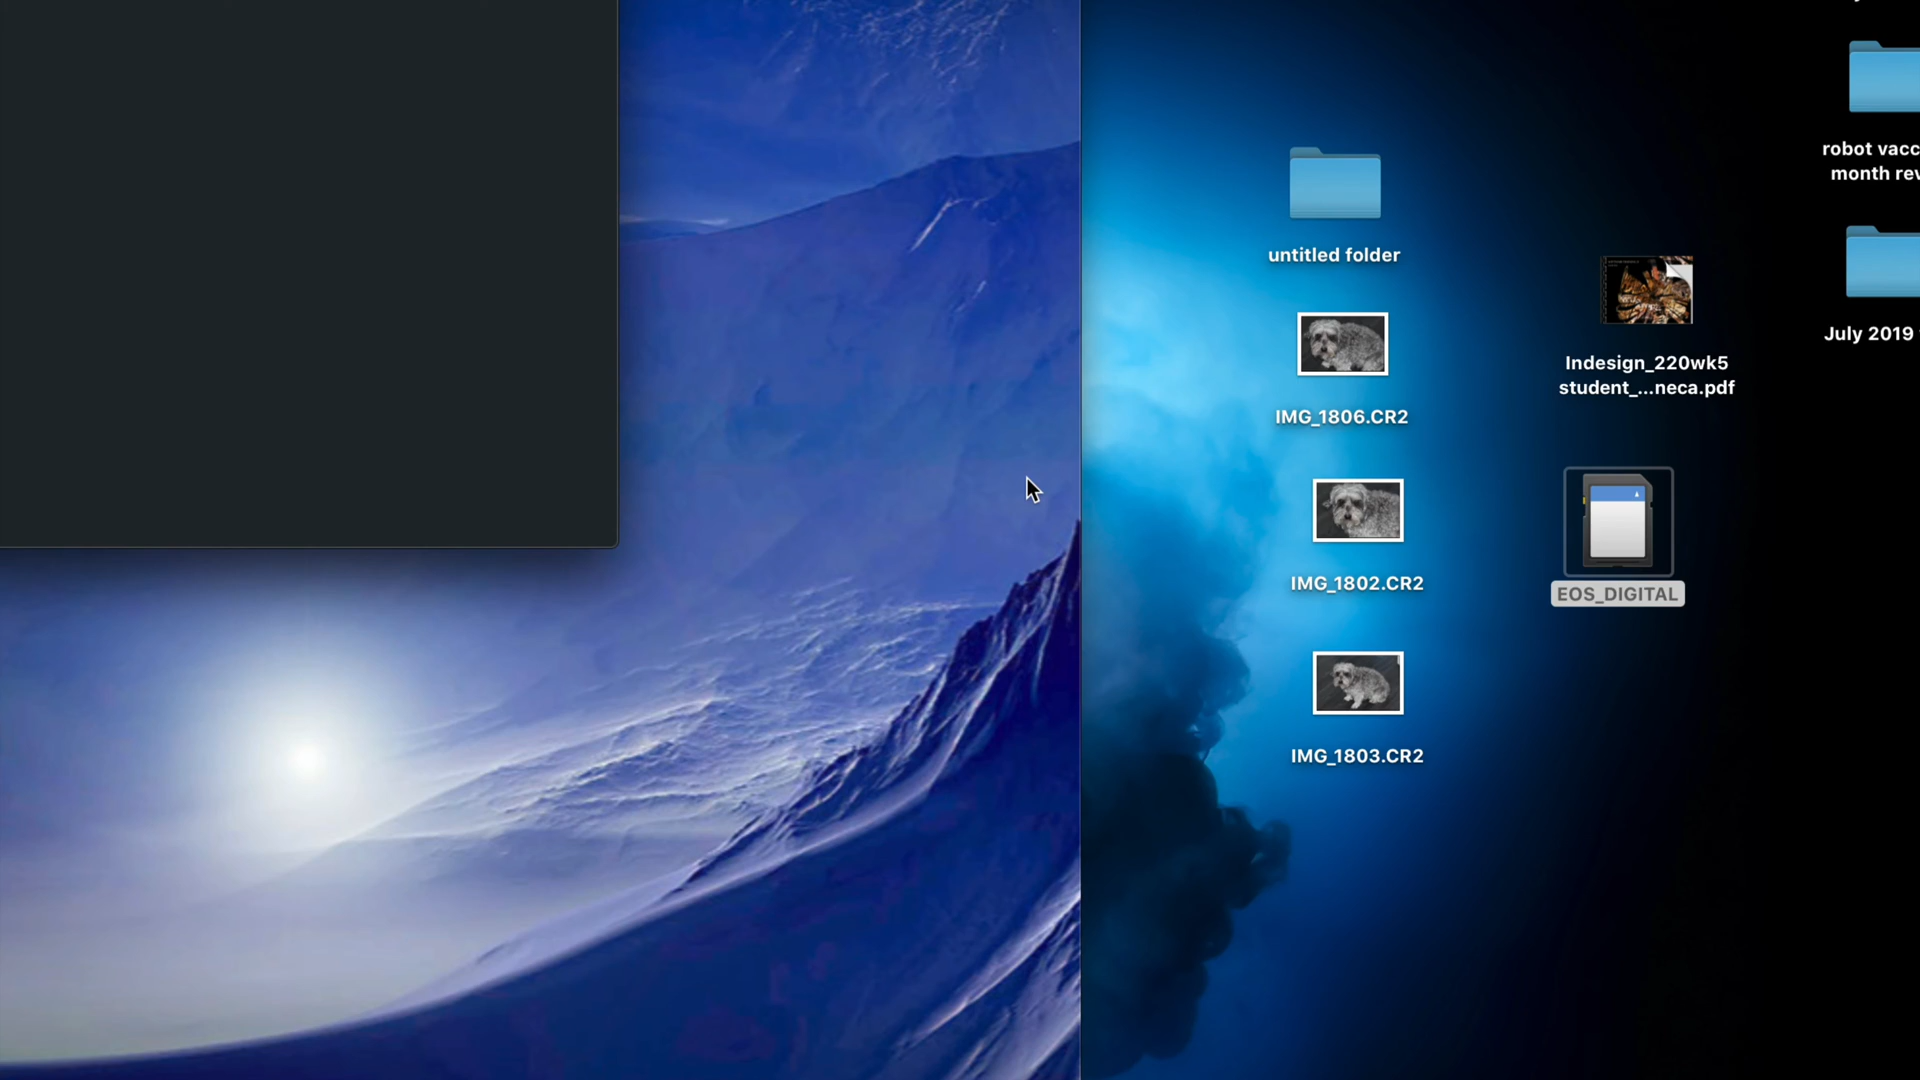 untitled folder
IMG_1806.CR2
IMG_1802.CR2
IMG_1803.CR2
Indesign_220wk5
student_...neca.pdf
EOS_DIGITAL
robot vacc
month rev
July 2019